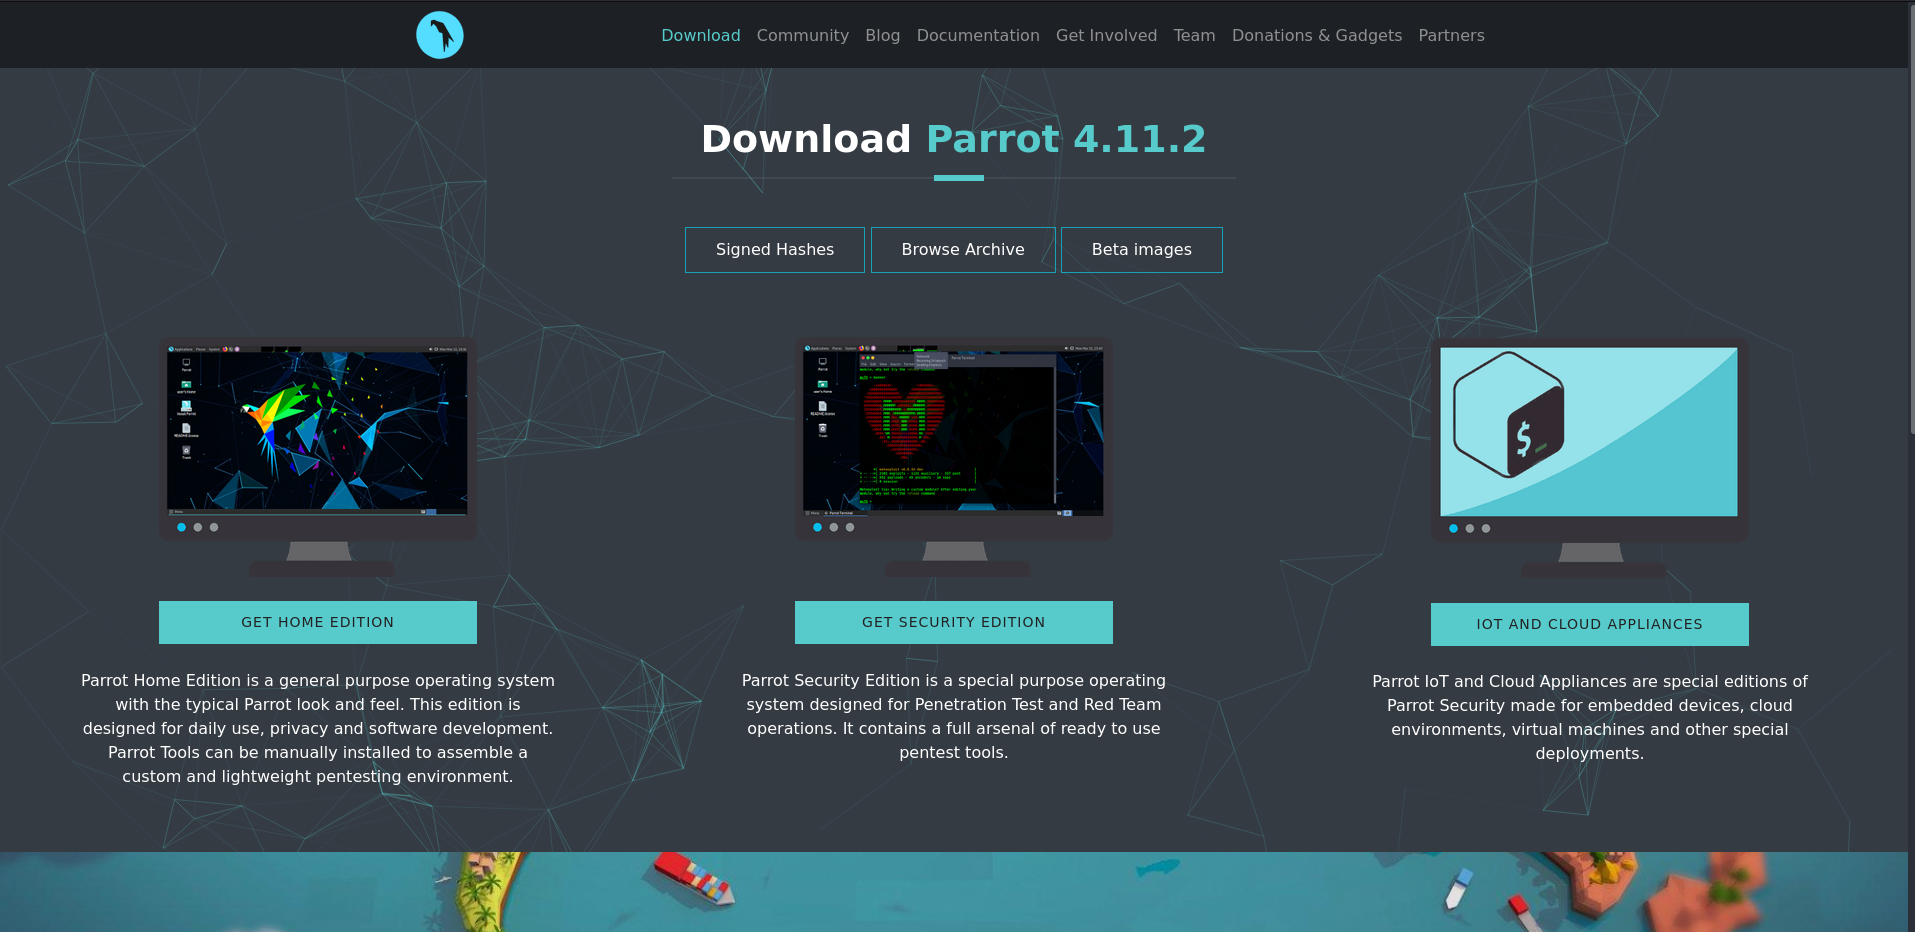 Download Community Blog Documentation Get Involved Team Donations & Gadgets Partners
Download Parrot 4.11.2
Signed Hashes Browse Archive Beta images
$
GET HOME EDITION
Parrot Home Edition is a general purpose operating system
with the typical Parrot look and feel. This edition is
designed for daily use, privacy and software development.
Parrot Tools can be manually installed to assemble a
custom and lightweight pentesting environment.
GET SECURITY EDITION
Parrot Security Edition is a special purpose operating
system designed for Penetration Test and Red Team
operations. It contains a full arsenal of ready to use
pentest tools.
IOT AND CLOUD APPLIANCES
Parrot IoT and Cloud Appliances are special editions of
Parrot Security made for embedded devices, cloud
environments, virtual machines and other special
deployments.